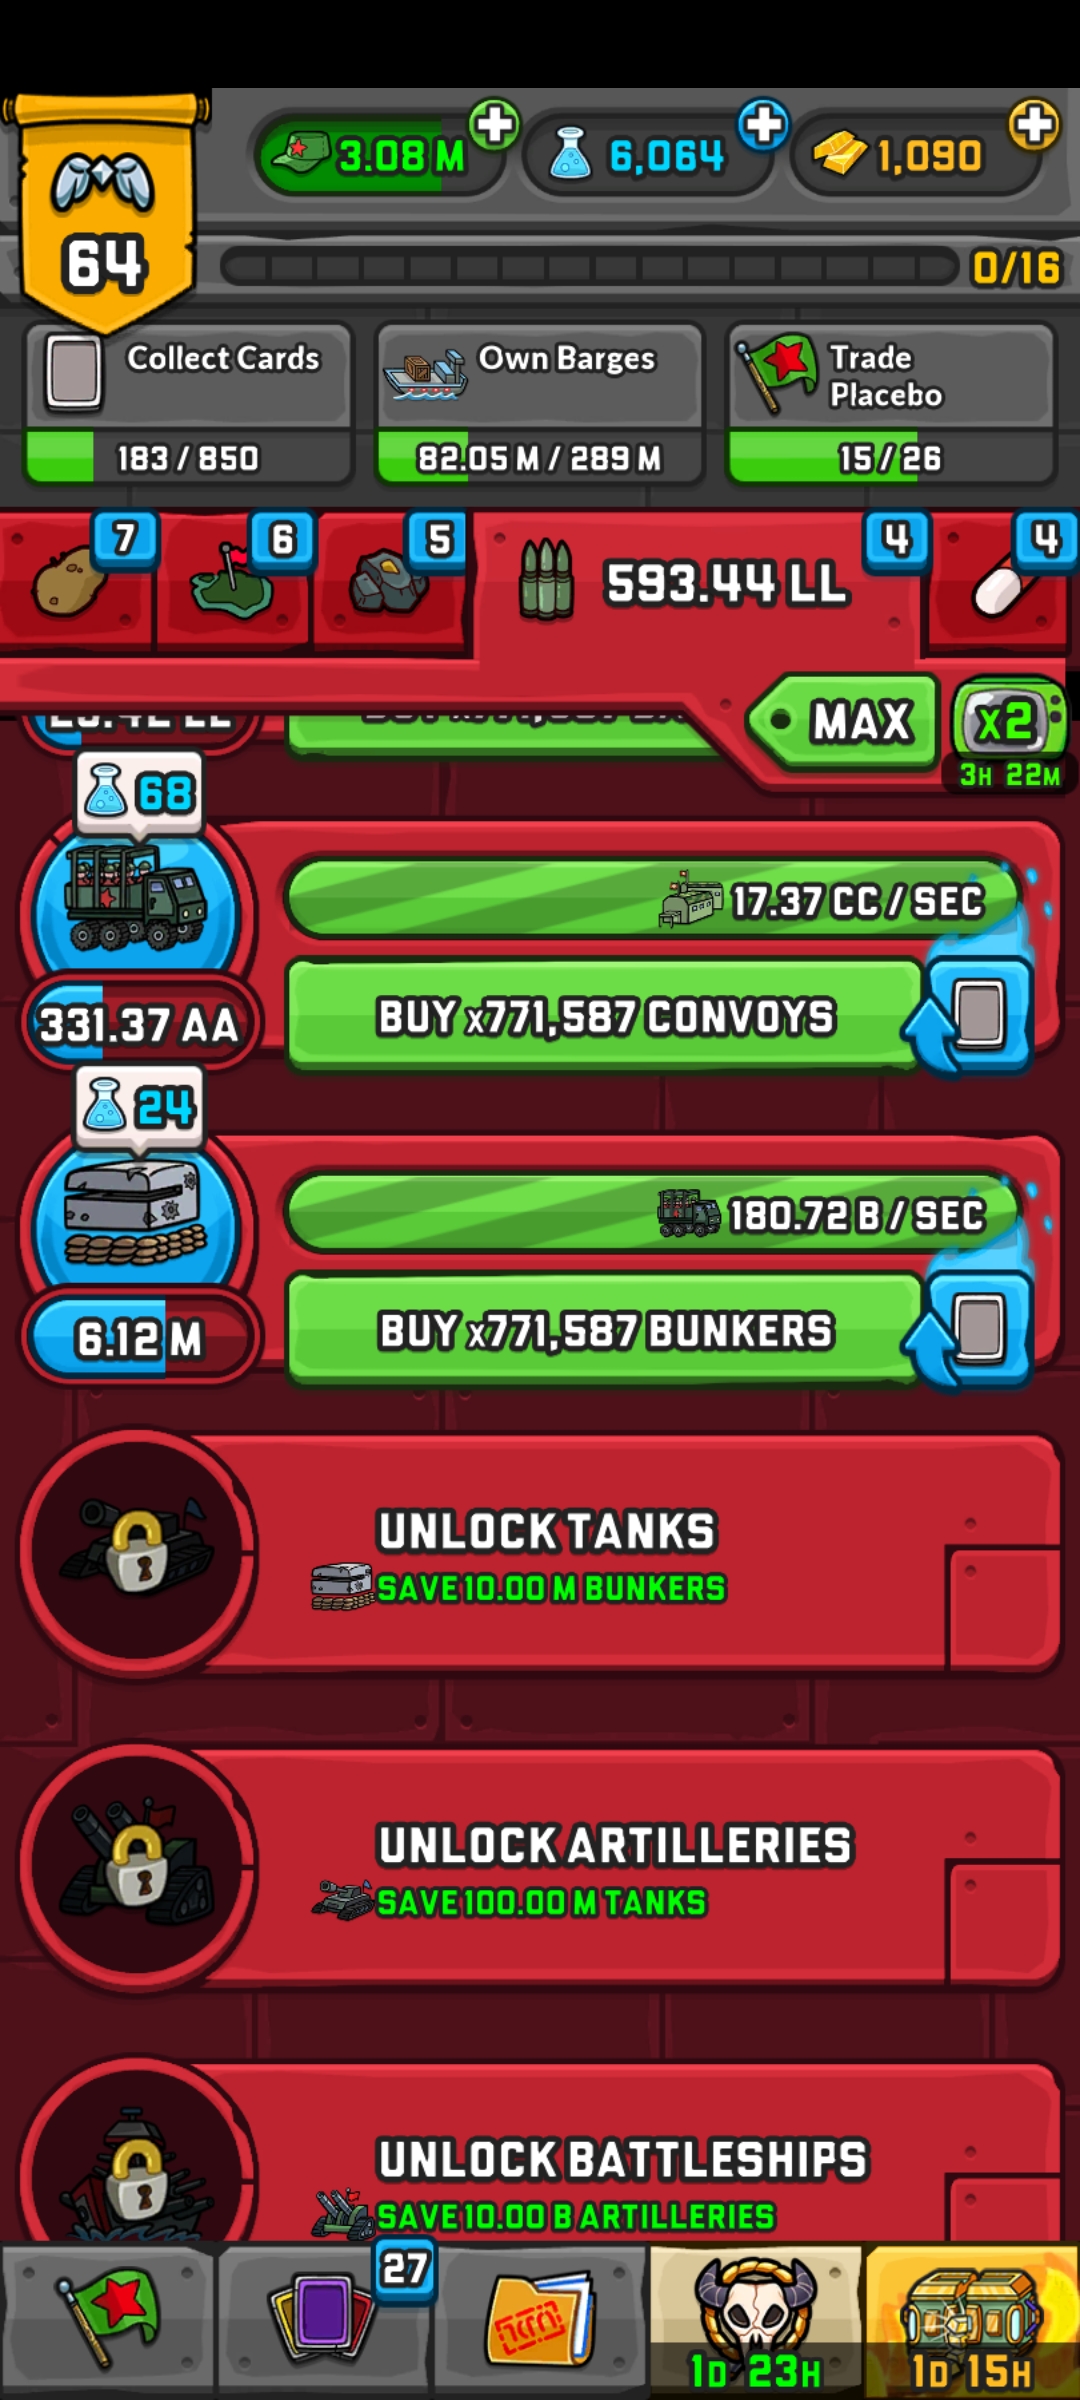 3.08 M
6,064
1,090
64
0/16
Collect Cards
183 / 850
Own Barges
82.05 M / 289 M
Trade
Placebo
15 / 26
7
6
5
593.44 LL
4
4
MAX
x2
3H 22M
68
17.37 CC / SEC
BUY x771,587 CONVOYS
331.37 AA
24
180.72 B / SEC
BUY x771,587 BUNKERS
6.12 M
UNLOCK TANKS
SAVE 10.00 M BUNKERS
UNLOCK ARTILLERIES
SAVE 100.00 M TANKS
UNLOCK BATTLESHIPS
SAVE 10.00 B ARTILLERIES
27
1D 23H
1D 15H